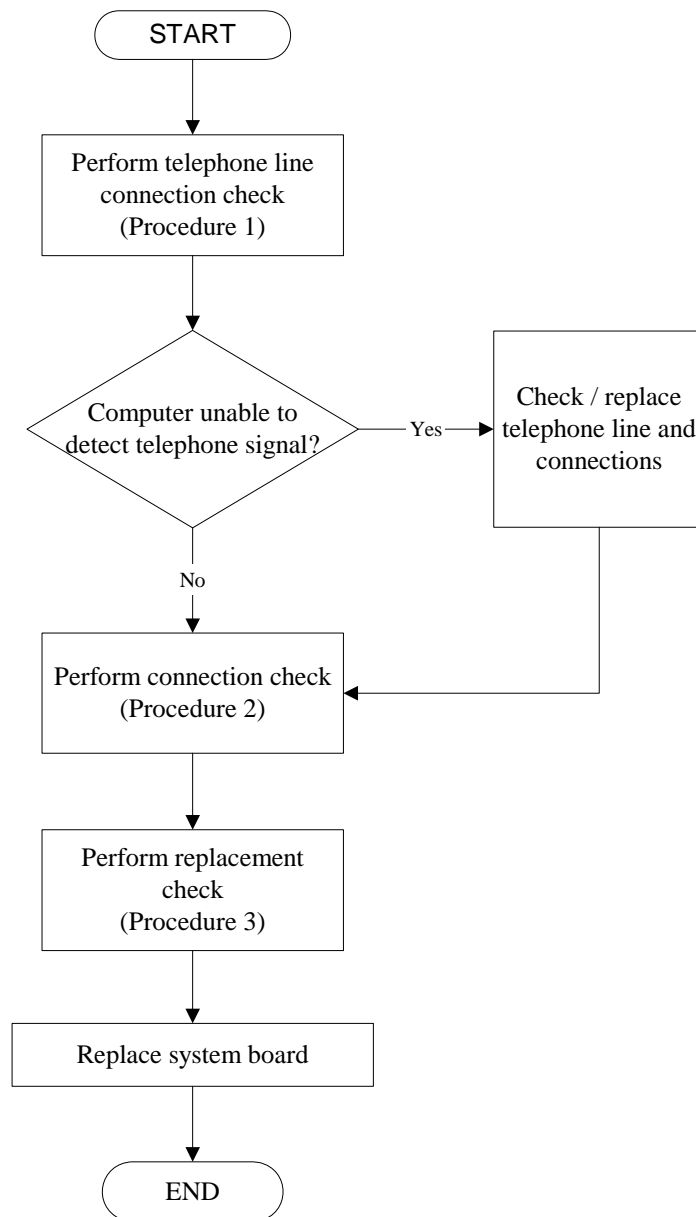 START
Perform telephone line
connection check
(Procedure 1)
Computer unable to
detect telephone signal?
Yes
Check / replace
telephone line and
connections
No
Perform connection check
(Procedure 2)
Perform replacement
check
(Procedure 3)
Replace system board
END